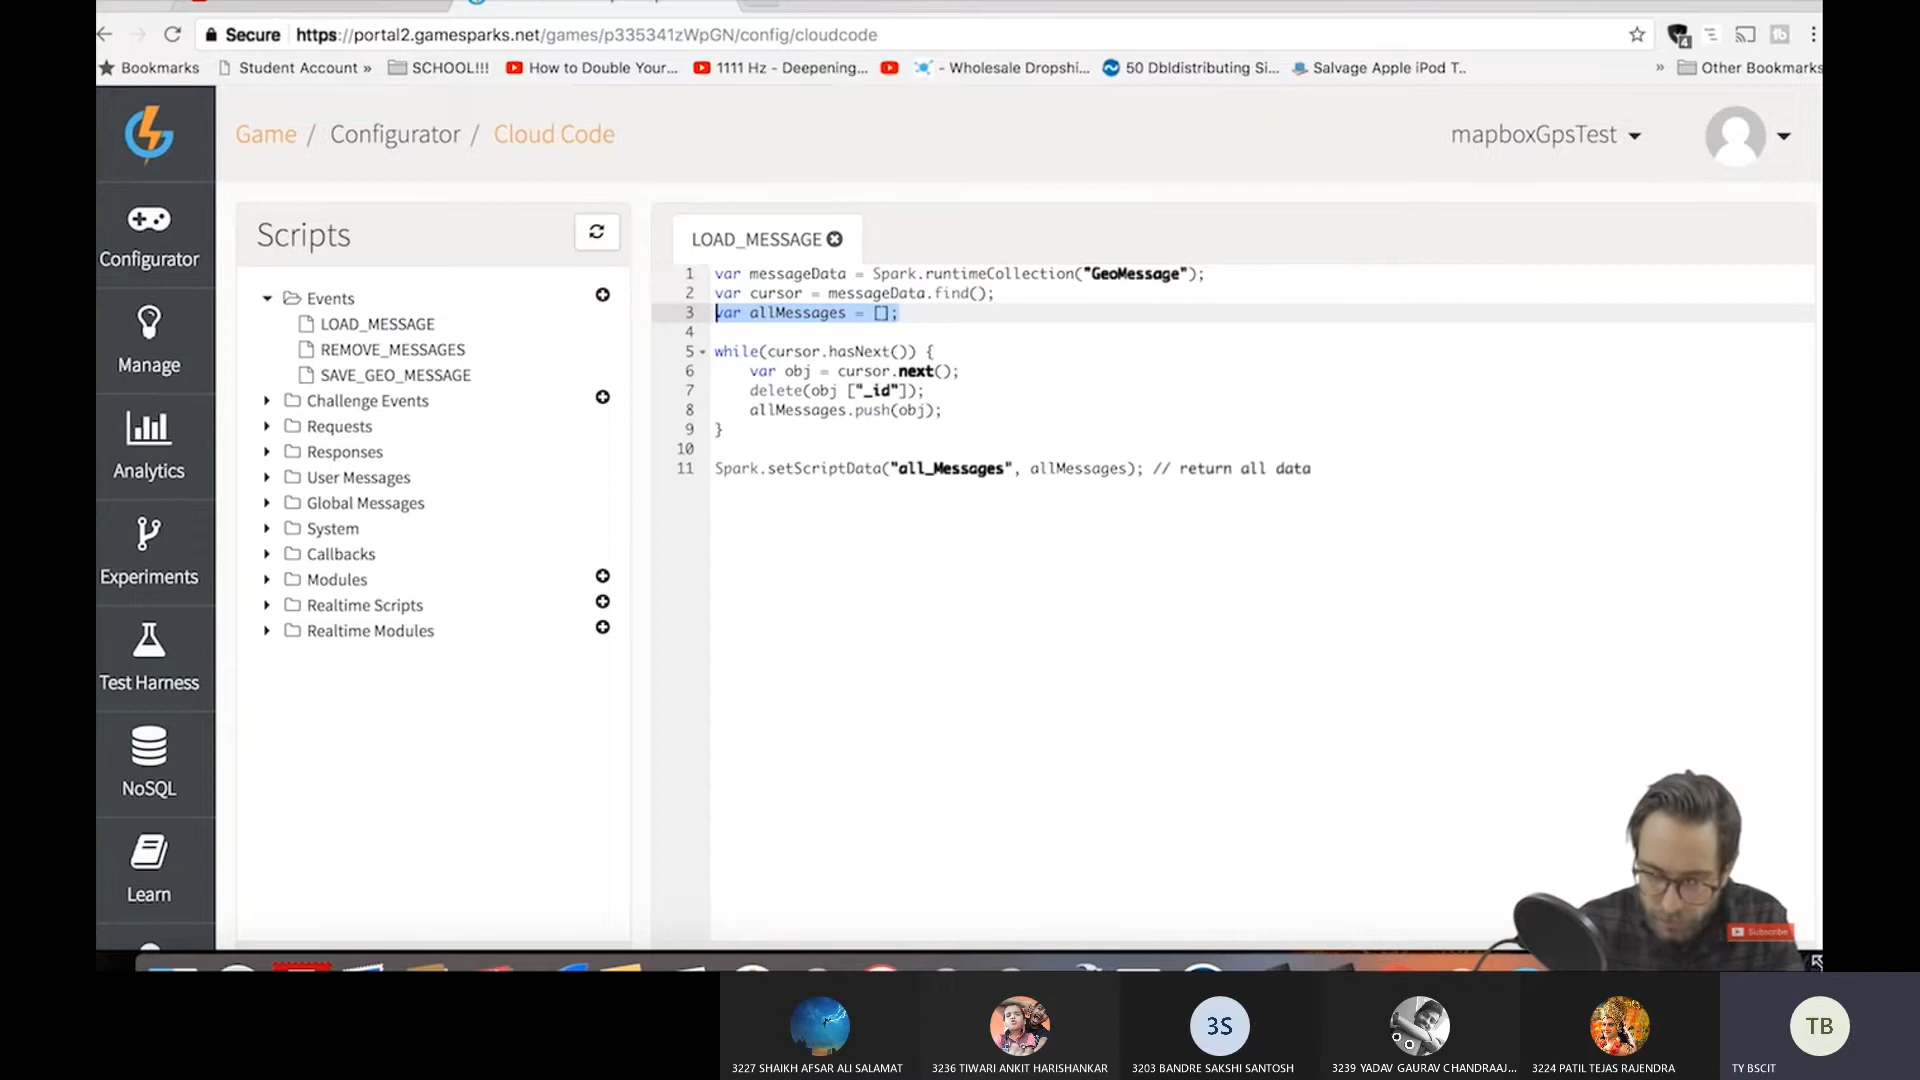 Secure https://portal2.gamesparks.net/games/p335341zWpGN/config/cloudcode
4
Bookmarks Student Account » SCHOOL!!! How to Double Your... 1111 Hz - Deepening... - Wholesale Dropshi... 50 Dbldistributing Si... Salvage Apple iPod T.. » Other Bookmarks
Game / Configurator / Cloud Code
mapboxGpsTest
Configurator
Manage
Analytics
Experiments
Test Harness
NoSQL
Learn
Scripts
Events
LOAD_MESSAGE
REMOVE_MESSAGES
SAVE_GEO_MESSAGE
Challenge Events
Requests
Responses
User Messages
Global Messages
System
Callbacks
Modules
Realtime Scripts
Realtime Modules
LOAD_MESSAGE
1 var messageData = Spark.runtimeCollection("GeoMessage");
2 var cursor = messageData.find();
3 var allMessages = [];
4
5 while(cursor.hasNext()) {
6 var obj = cursor.next();
7 delete(obj ["_id"]);
8 allMessages.push(obj);
9 }
10
11 Spark.setScriptData("all_Messages", allMessages); // return all data
Subscribe
3S
TB
3227 SHAIKH AFSAR ALI SALAMAT
3236 TIWARI ANKIT HARISHANKAR
3203 BANDRE SAKSHI SANTOSH
3239 YADAV GAURAV CHANDRAAJ...
3224 PATIL TEJAS RAJENDRA
TY BSCIT